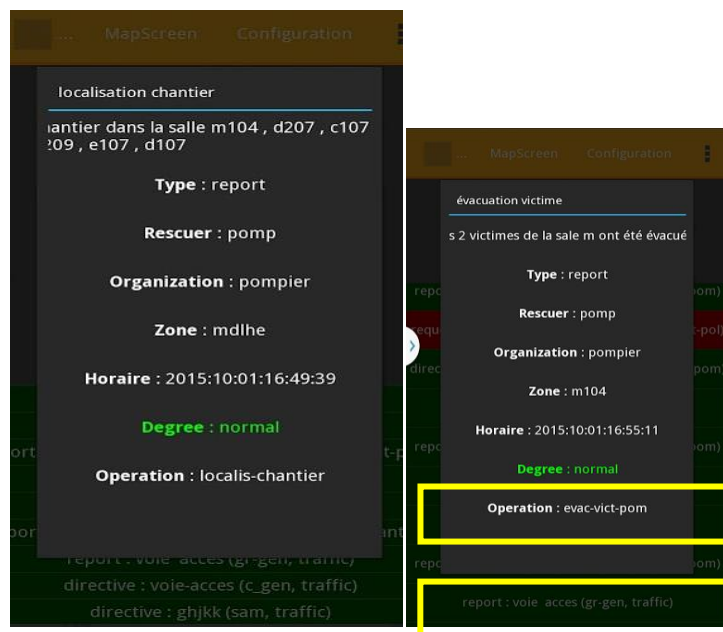 ... MapScreen Configuration
localisation chantier
antier dans la salle m104 , d207 , c107
209 , e107 , d107
Type : report
Rescuer : pomp
Organization : pompier
Zone : mdlhe
Horaire : 2015:10:01:16:49:39
Degree : normal
Operation : localis-chantier
report : voie acces (gr-gen, traffic)
directive : voie-acces (c_gen, traffic)
directive : ghjkk (sam, traffic)
... MapScreen Configuration
évacuation victime
s 2 victimes de la sale m ont été évacué
Type : report
Rescuer : pomp
Organization : pompier
Zone : m104
Horaire : 2015:10:01:16:55:11
Degree : normal
Operation : evac-vict-pom
report : voie acces (gr-gen, traffic)